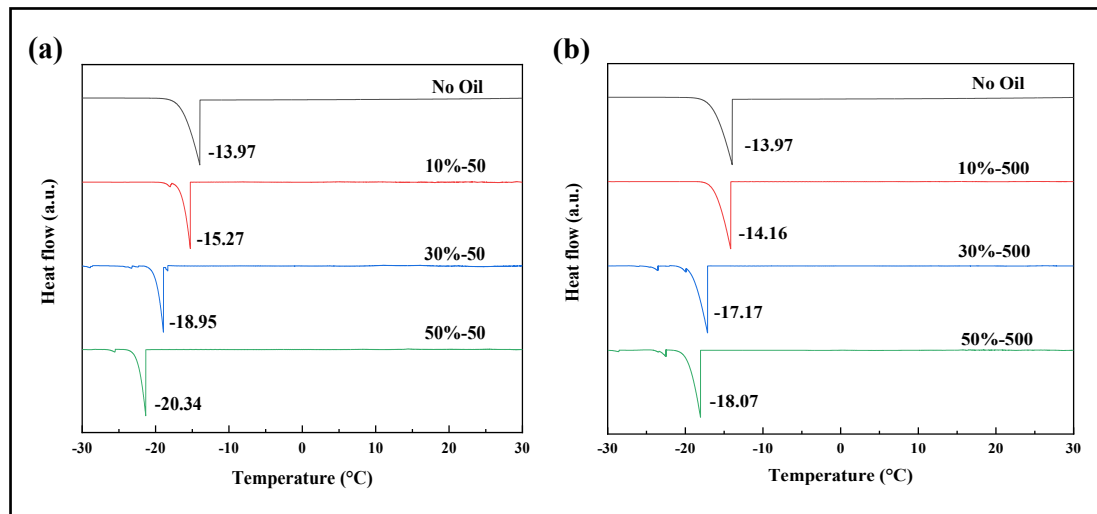 (a)
No Oil
-13.97
10%-50
-15.27
30%-50
-18.95
50%-50
-20.34
Heat flow (a.u.)
-30 -20 -10 0 10 20 30
Temperature (°C)
(b)
No Oil
-13.97
10%-500
-14.16
30%-500
-17.17
50%-500
-18.07
Heat flow (a.u.)
-30 -20 -10 0 10 20 30
Temperature (°C)